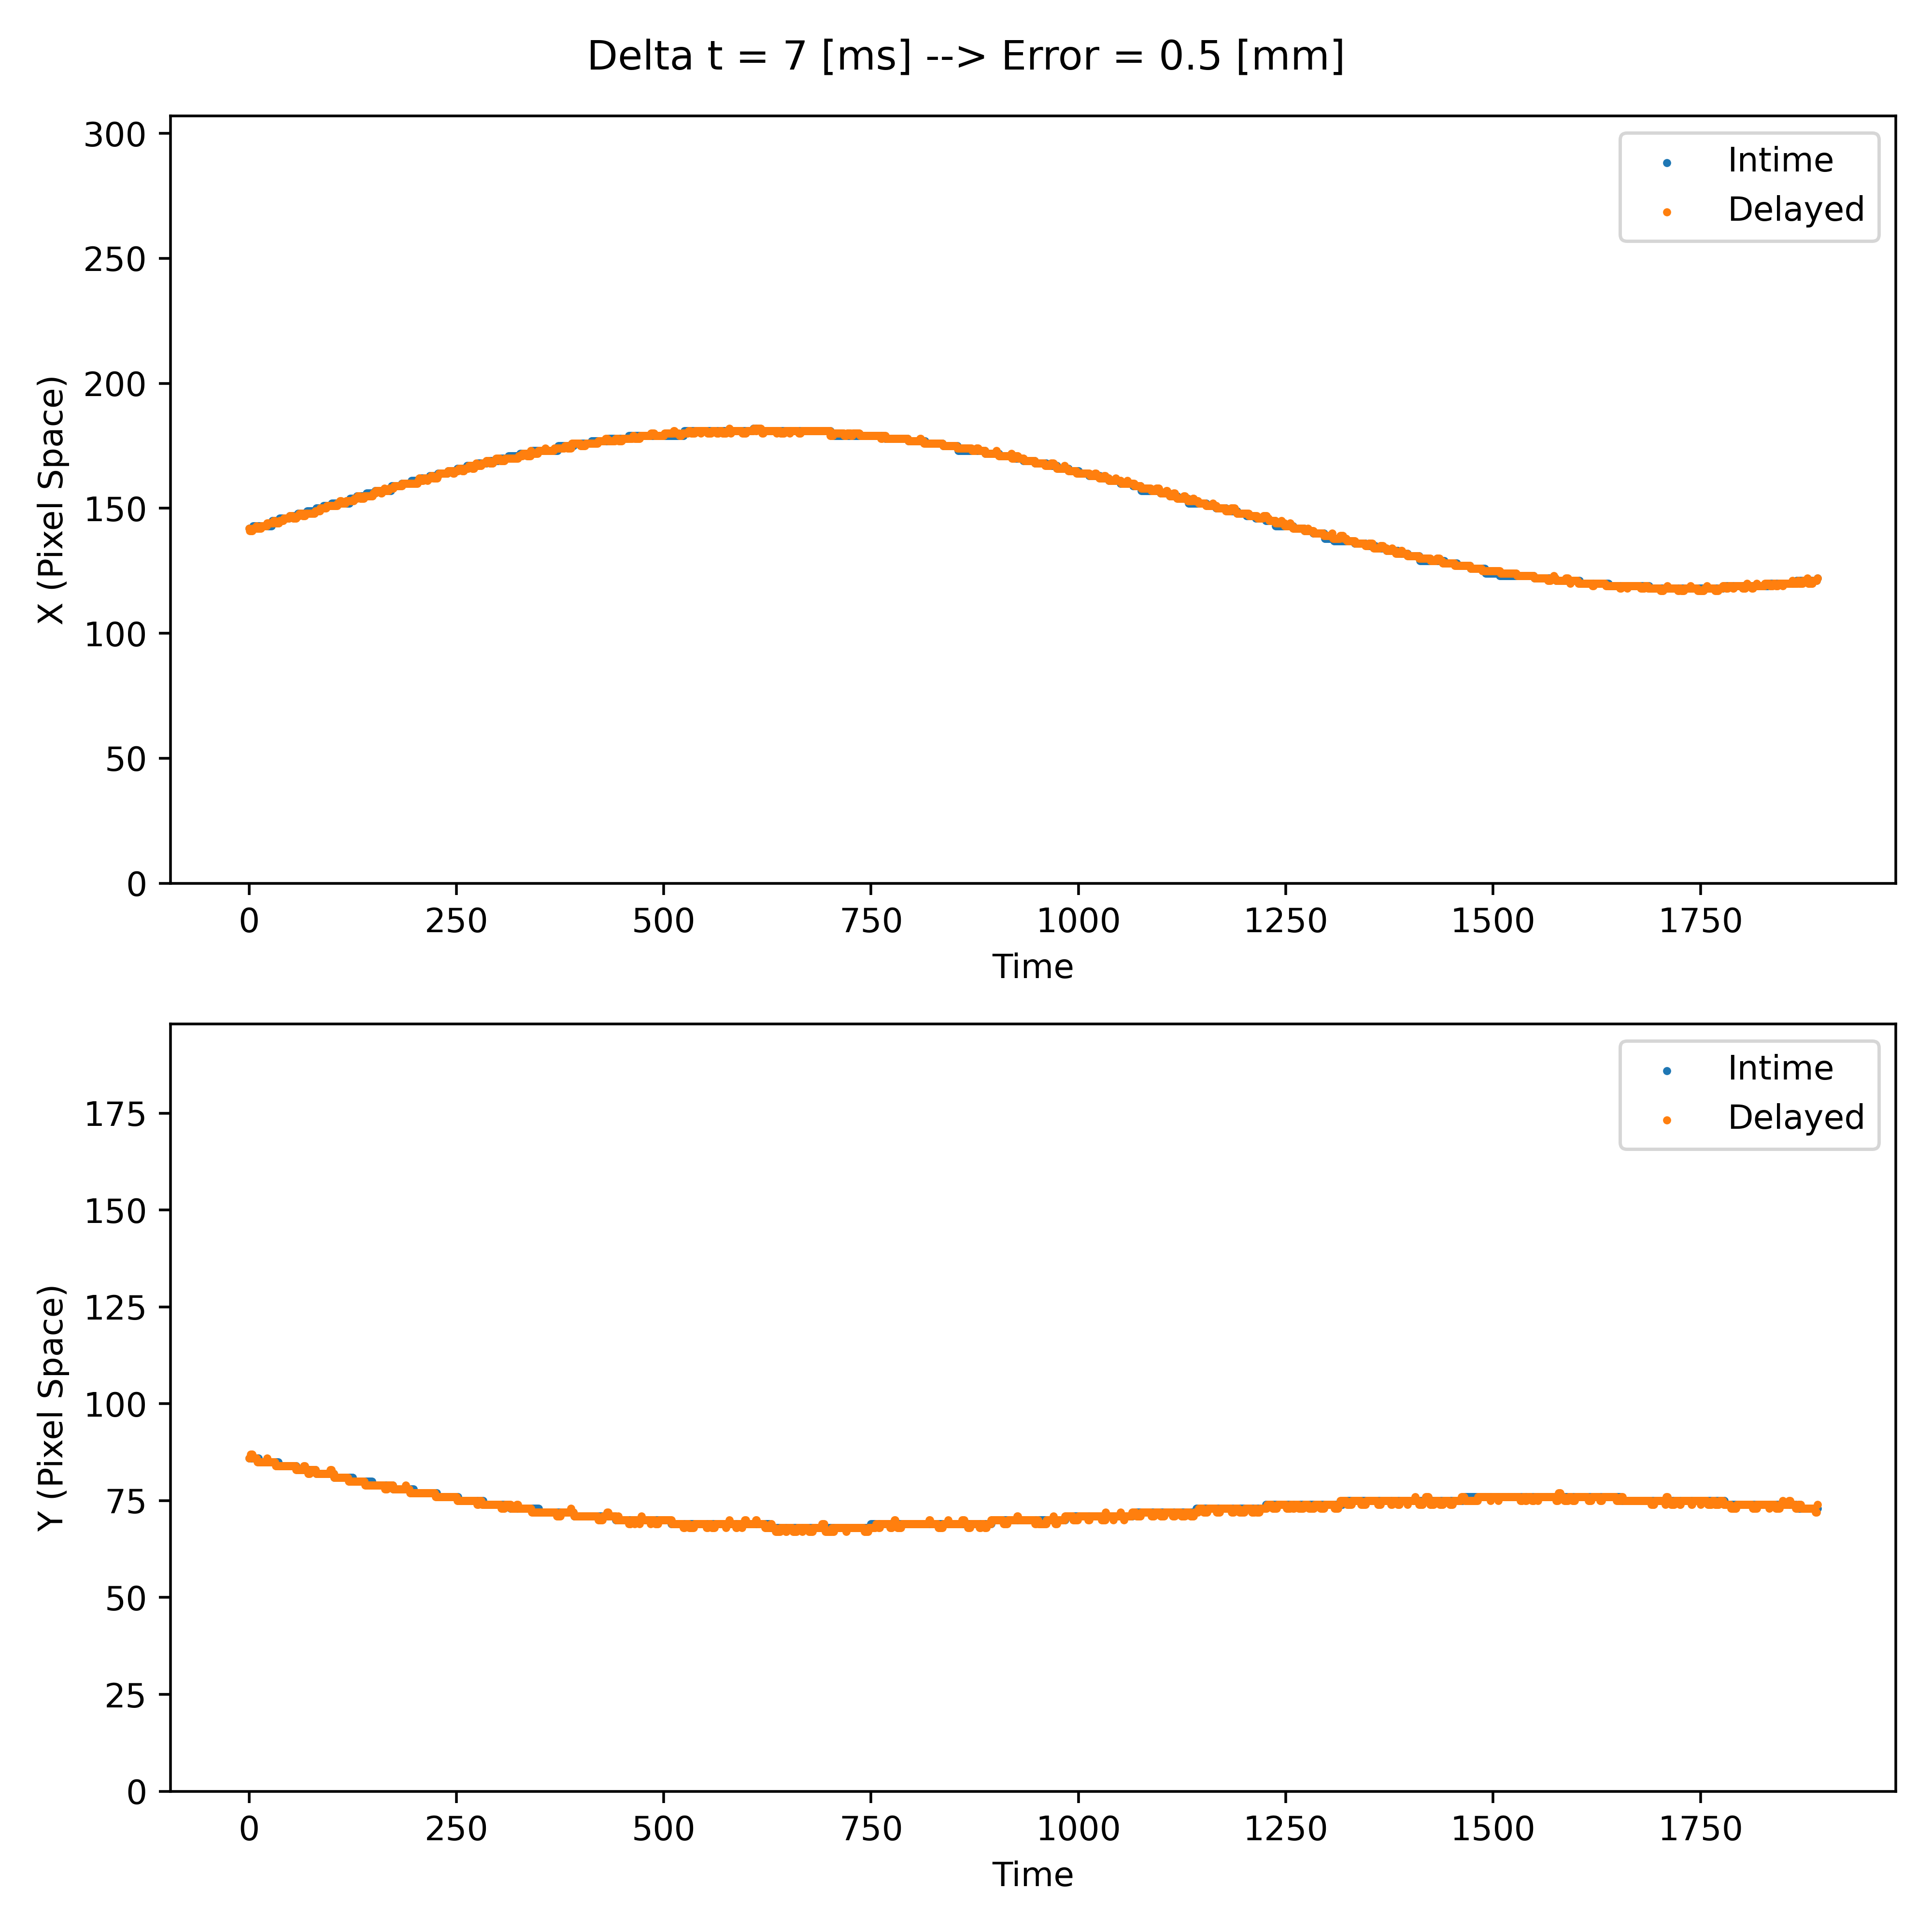 Delta t = 7 [ms] --> Error = 0.5 [mm]
300
250
200
150
100
50
0
X (Pixel Space)
Intime
Delayed
0 250 500 750 1000 1250 1500 1750
Time
175
150
125
100
75
50
25
0
Y (Pixel Space)
Intime
Delayed
0 250 500 750 1000 1250 1500 1750
Time